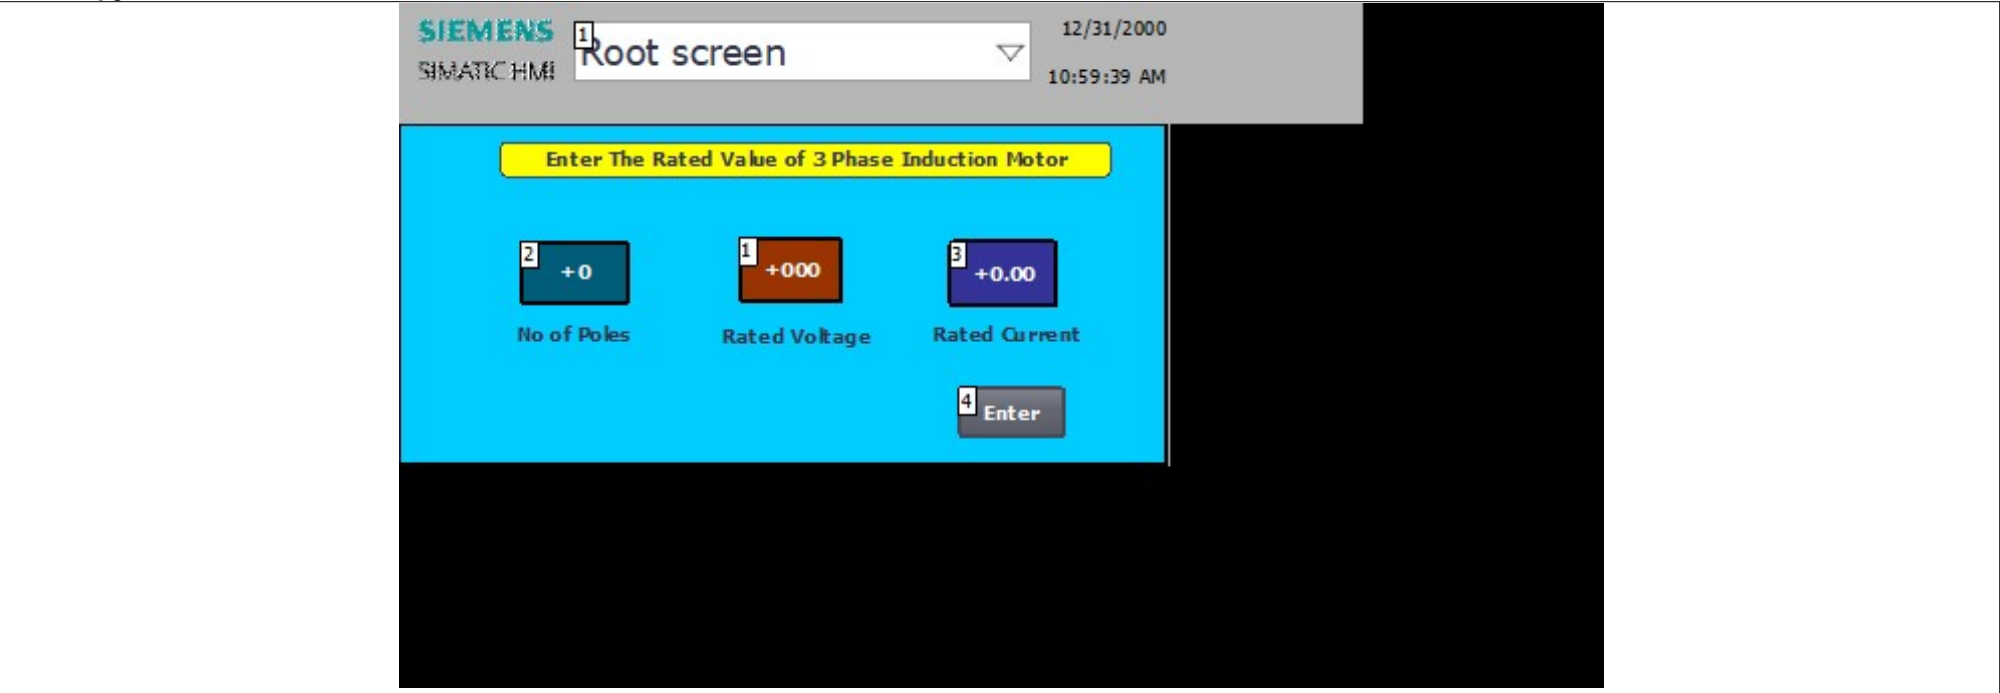 SIEMENS
SIMATIC HMI
1
Root screen
12/31/2000
10:59:39 AM
Enter The Rated Value of 3 Phase Induction Motor
2
+0
1
+000
3
+0.00
No of Poles
Rated Voltage
Rated Current
4
Enter